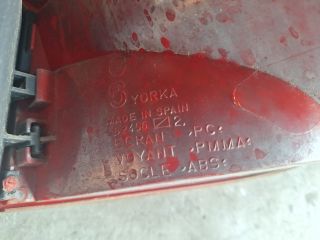 YORKA
MADE IN SPAIN
ECRAN >PC<
VOYANT >PMMA<
SOCLE >ABS<